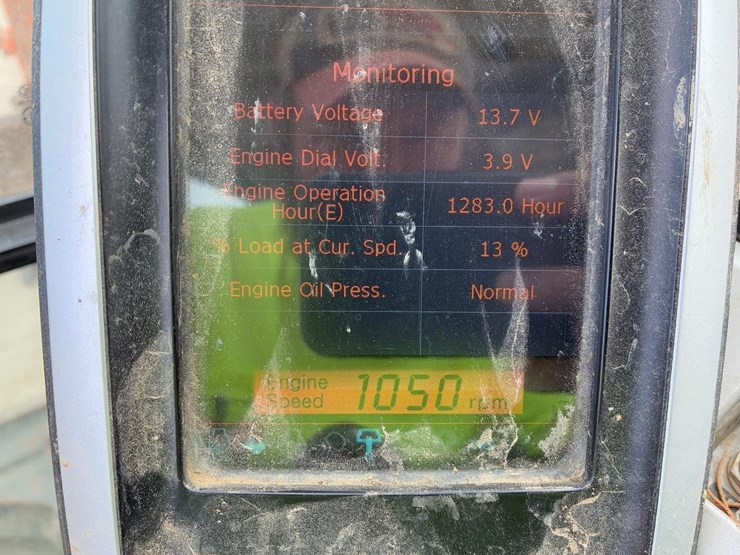 Monitoring
Battery Voltage 13.7 V
Engine Dial Volt. 3.9 V
Engine Operation
Hour(E) 1283.0 Hour
% Load at Cur. Spd. 13 %
Engine Oil Press. Normal
Engine
Speed 1050 rpm